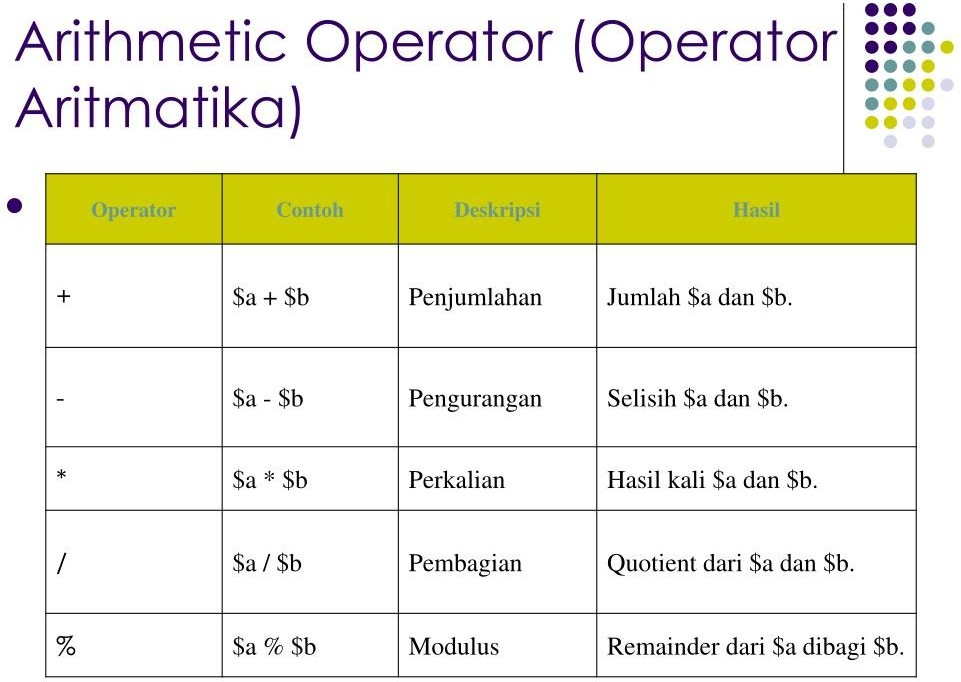 Arithmetic Operator (Operator
Aritmatika)
Operator Contoh Deskripsi Hasil
+ $a + $b Penjumlahan Jumlah $a dan $b.
- $a - $b Pengurangan Selisih $a dan $b.
* $a * $b Perkalian Hasil kali $a dan $b.
/ $a / $b Pembagian Quotient dari $a dan $b.
% $a % $b Modulus Remainder dari $a dibagi $b.